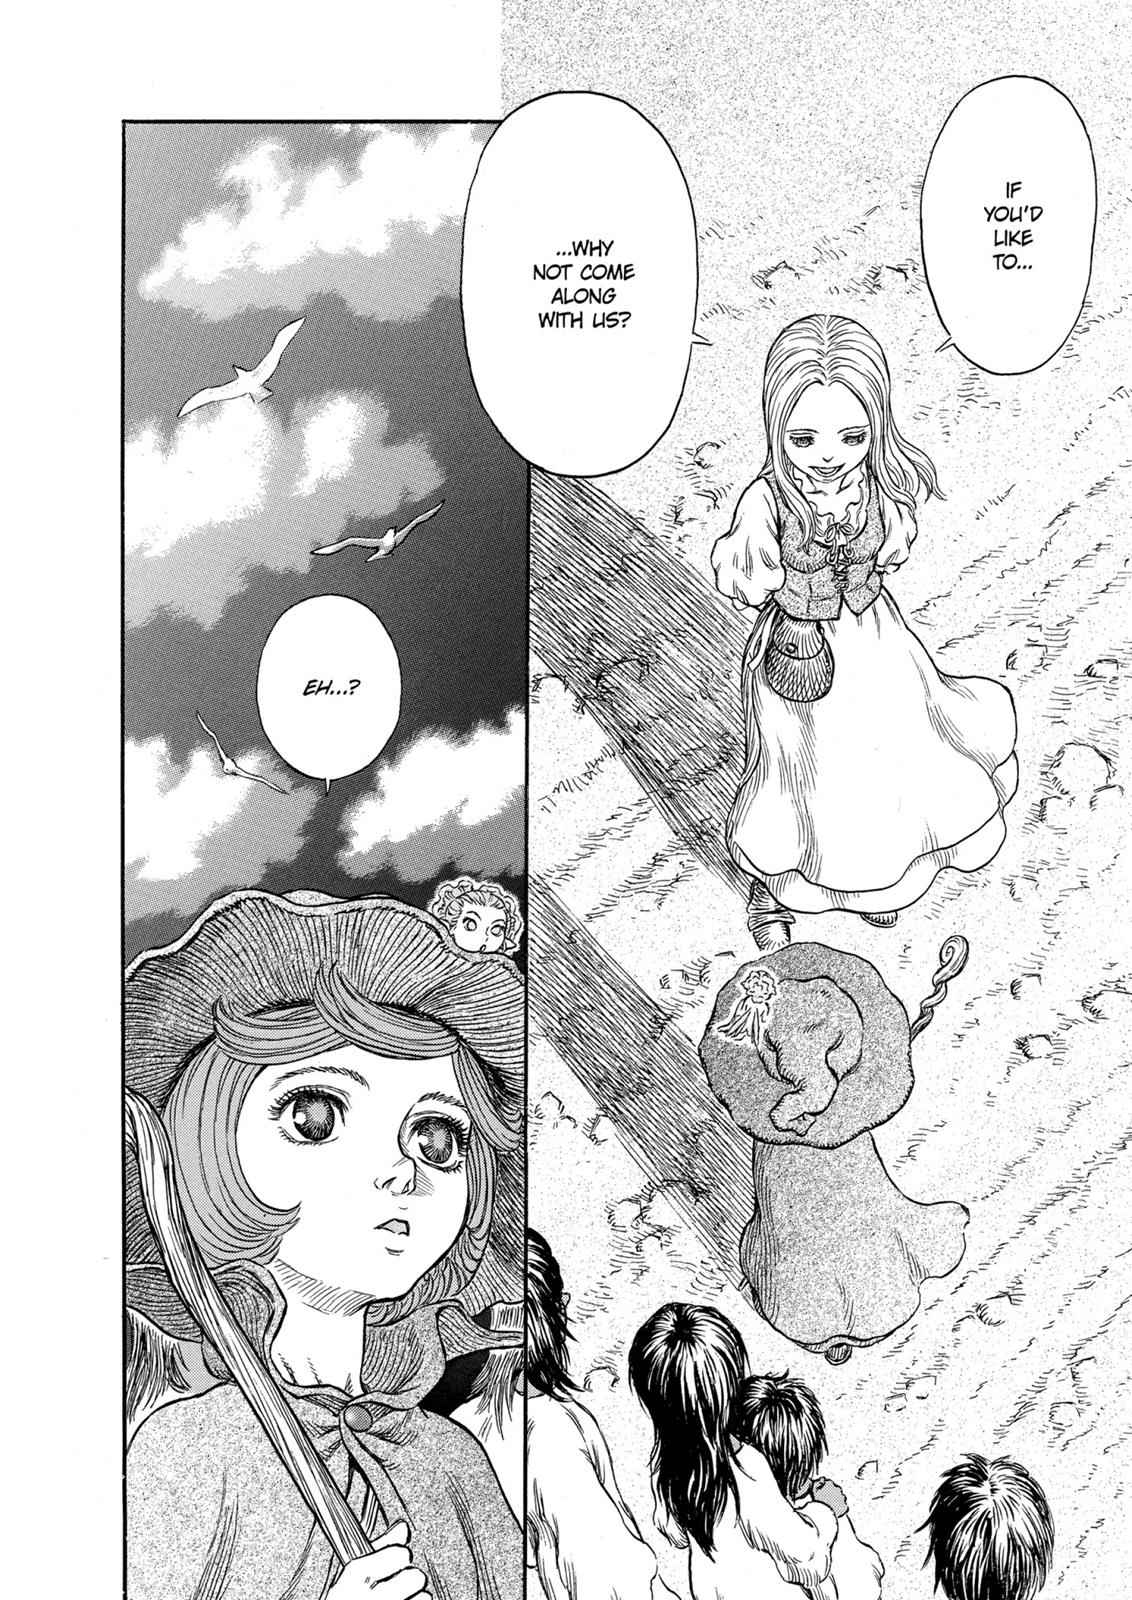 IF
YOU'D
LIKE
TO...
...WHY
NOT COME
ALONG
WITH US?
EH...?